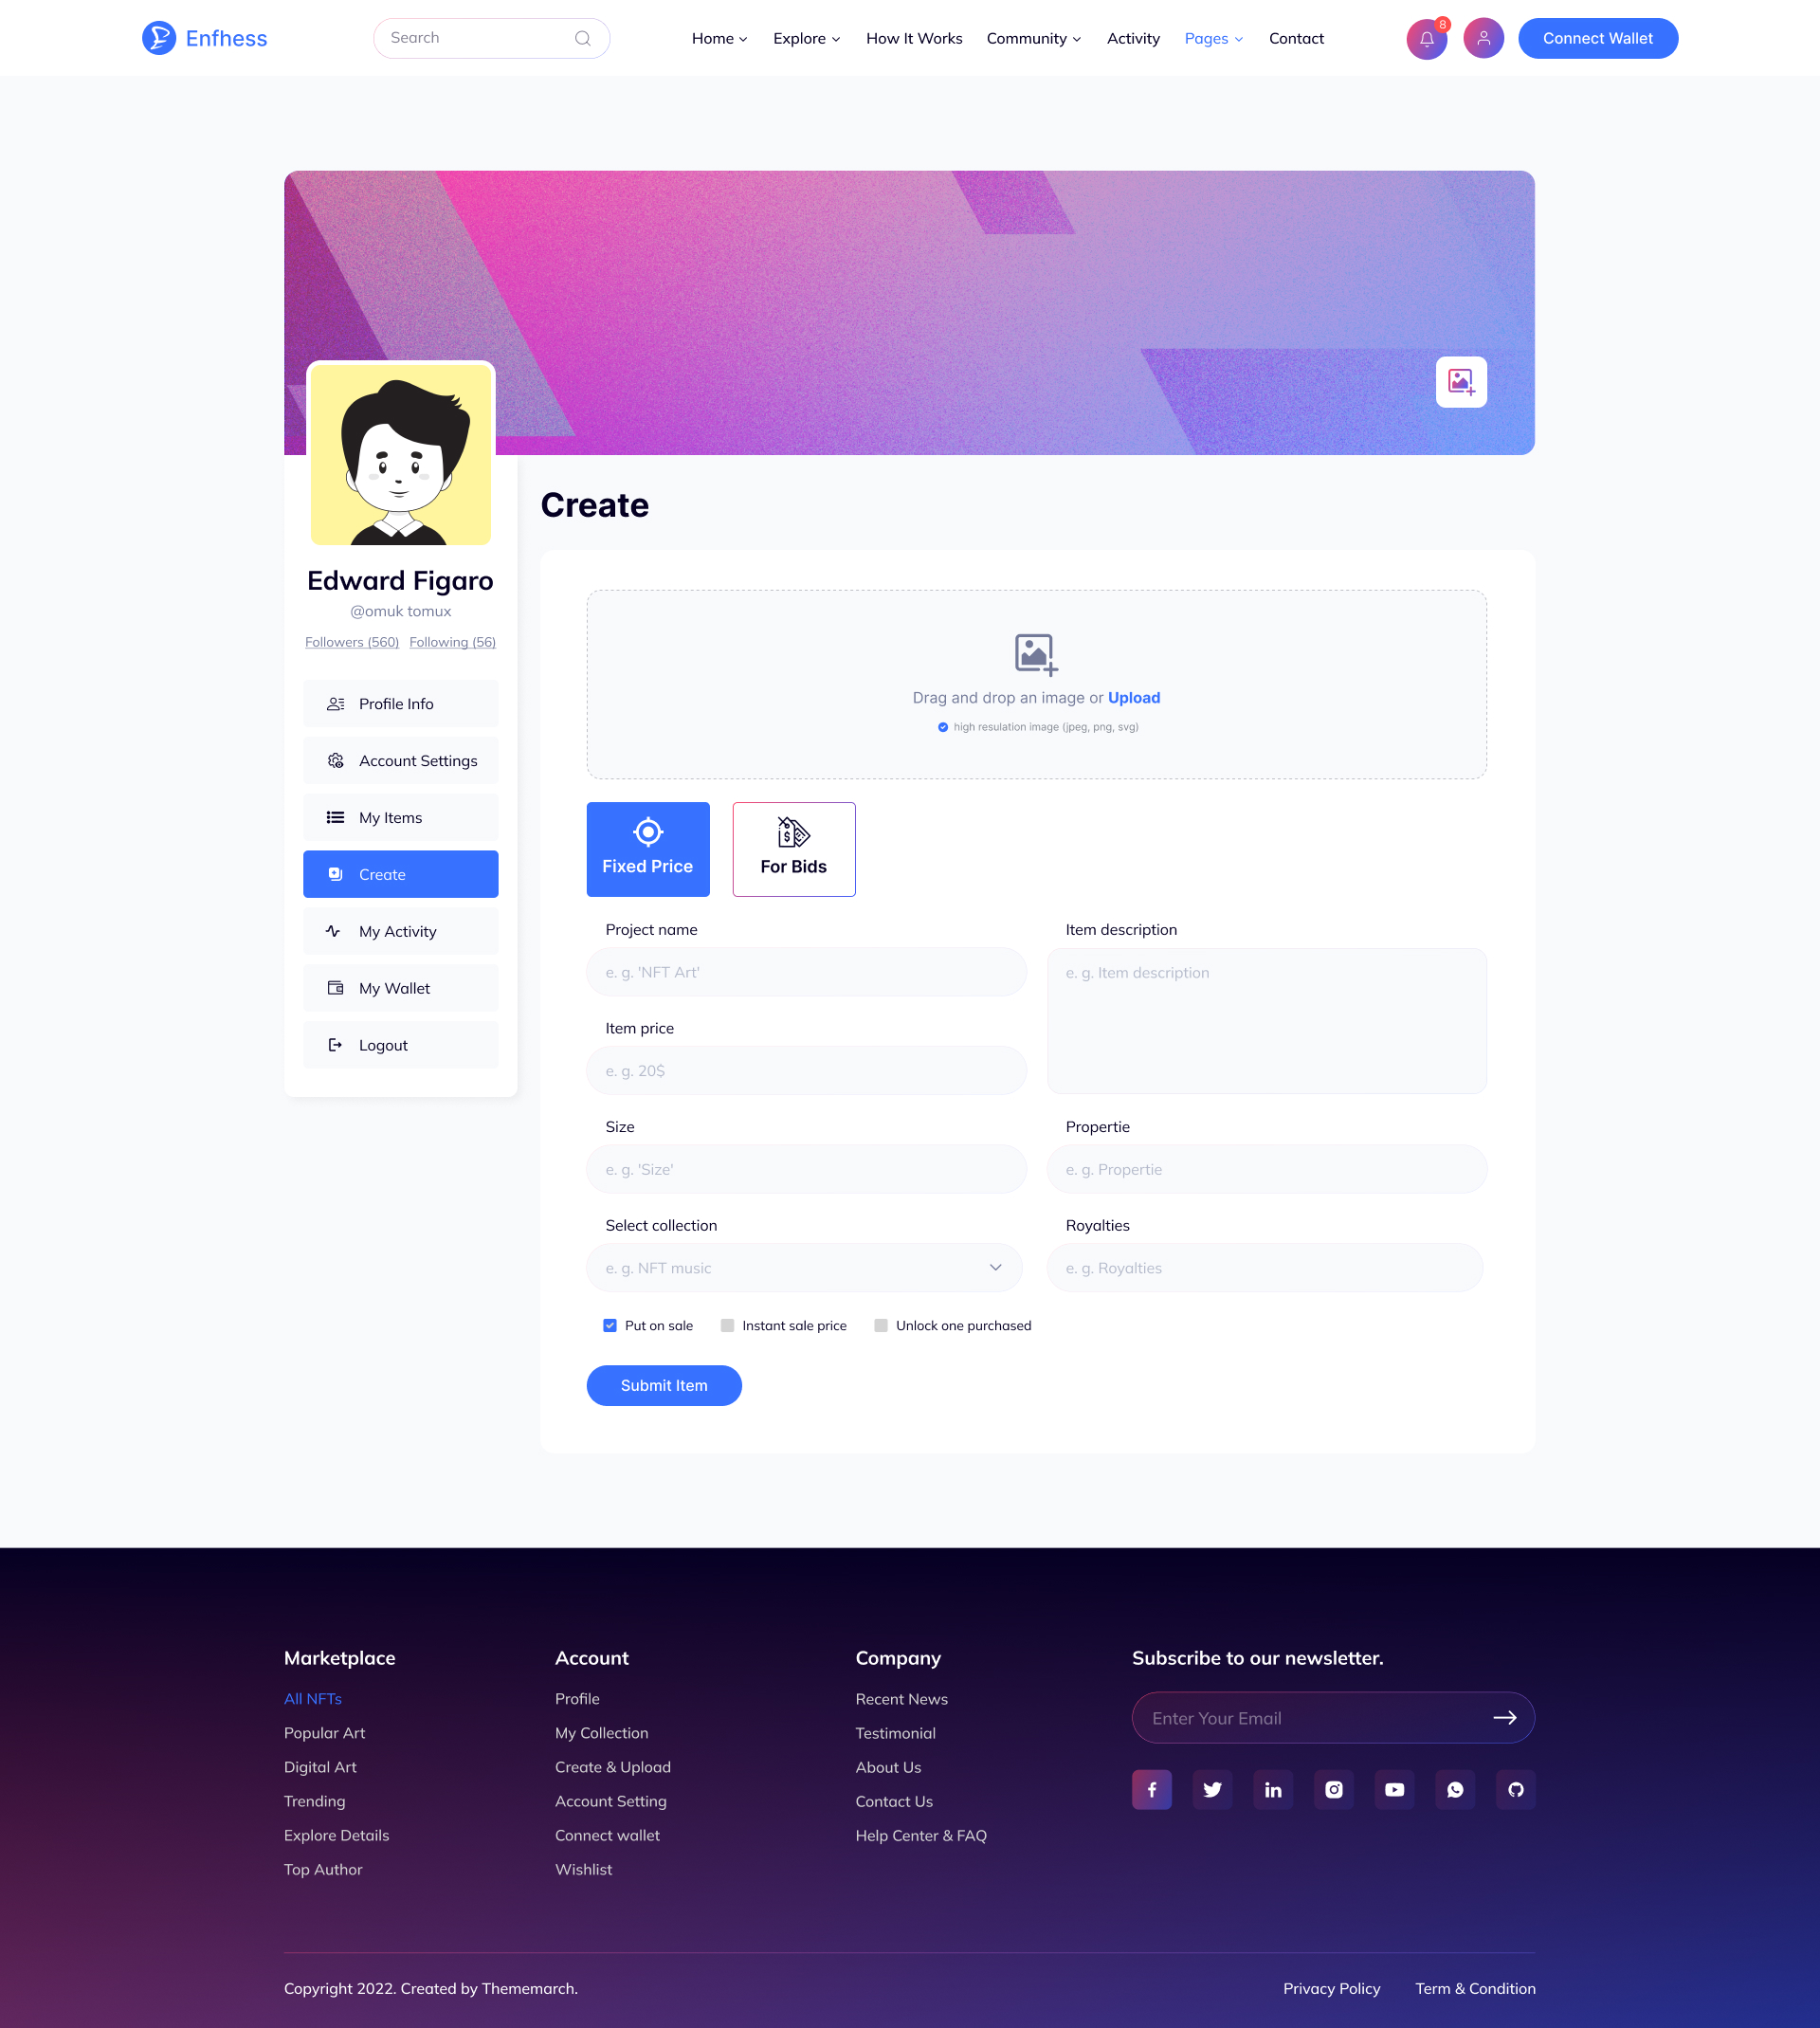 Enfhess
Search
Home
Explore
How It Works
Community
Activity
Pages
Contact
8
Connect Wallet
Edward Figaro
@omuk tomux
Followers (560) Following (56)
Profile Info
Account Settings
My Items
Create
My Activity
My Wallet
Logout
Create
Drag and drop an image or Upload
high resulation image (jpeg, png, svg)
Fixed Price
For Bids
Project name
e. g. 'NFT Art'
Item description
e. g. Item description
Item price
e. g. 20$
Size
e. g. 'Size'
Propertie
e. g. Propertie
Select collection
e. g. NFT music
Royalties
e. g. Royalties
Put on sale
Instant sale price
Unlock one purchased
Submit Item
Marketplace
All NFTs
Popular Art
Digital Art
Trending
Explore Details
Top Author
Account
Profile
My Collection
Create & Upload
Account Setting
Connect wallet
Wishlist
Company
Recent News
Testimonial
About Us
Contact Us
Help Center & FAQ
Subscribe to our newsletter.
Enter Your Email
Copyright 2022. Created by Thememarch.
Privacy Policy
Term & Condition